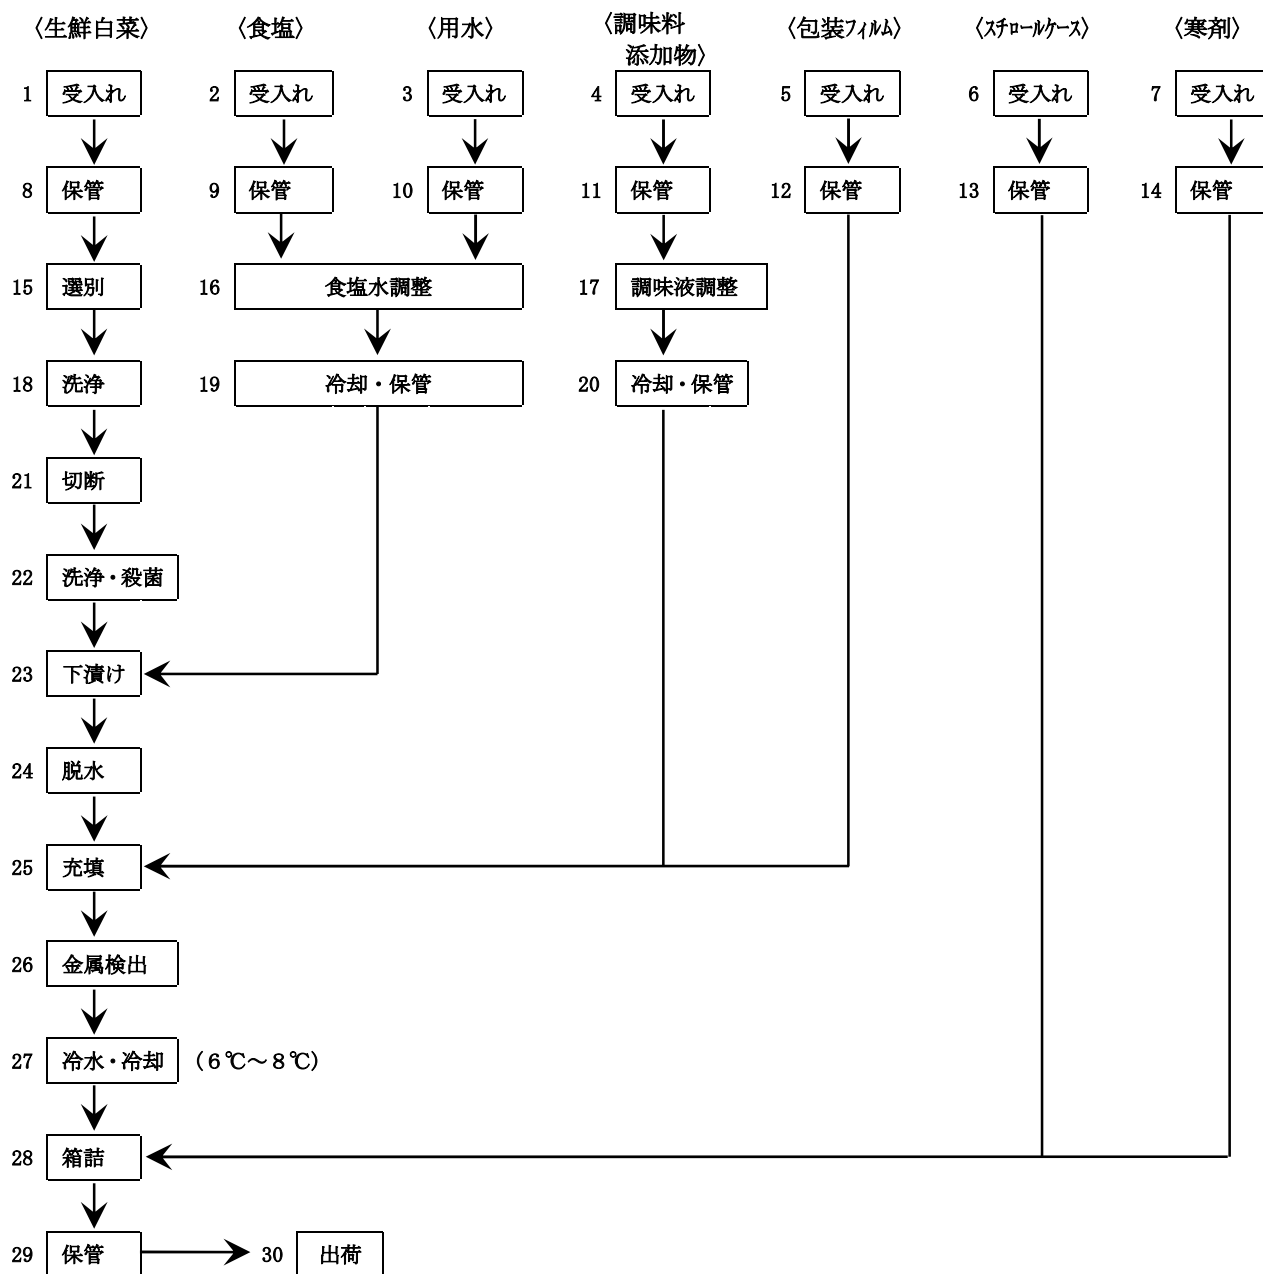 〈生鮮白菜〉 〈食塩〉 〈用水〉 〈調味料 〈包装フィルム〉 〈スチロールケース〉 〈寒剤〉
添加物〉
1 受入れ 2 受入れ 3 受入れ 4 受入れ 5 受入れ 6 受入れ 7 受入れ
8 保管 9 保管 10 保管 11 保管 12 保管 13 保管 14 保管
15 選別 16 食塩水調整 17 調味液調整
18 洗浄 19 冷却・保管 20 冷却・保管
21 切断
22 洗浄・殺菌
23 下漬け
24 脱水
25 充填
26 金属検出
27 冷水・冷却 (6℃～8℃)
28 箱詰
29 保管 30 出荷